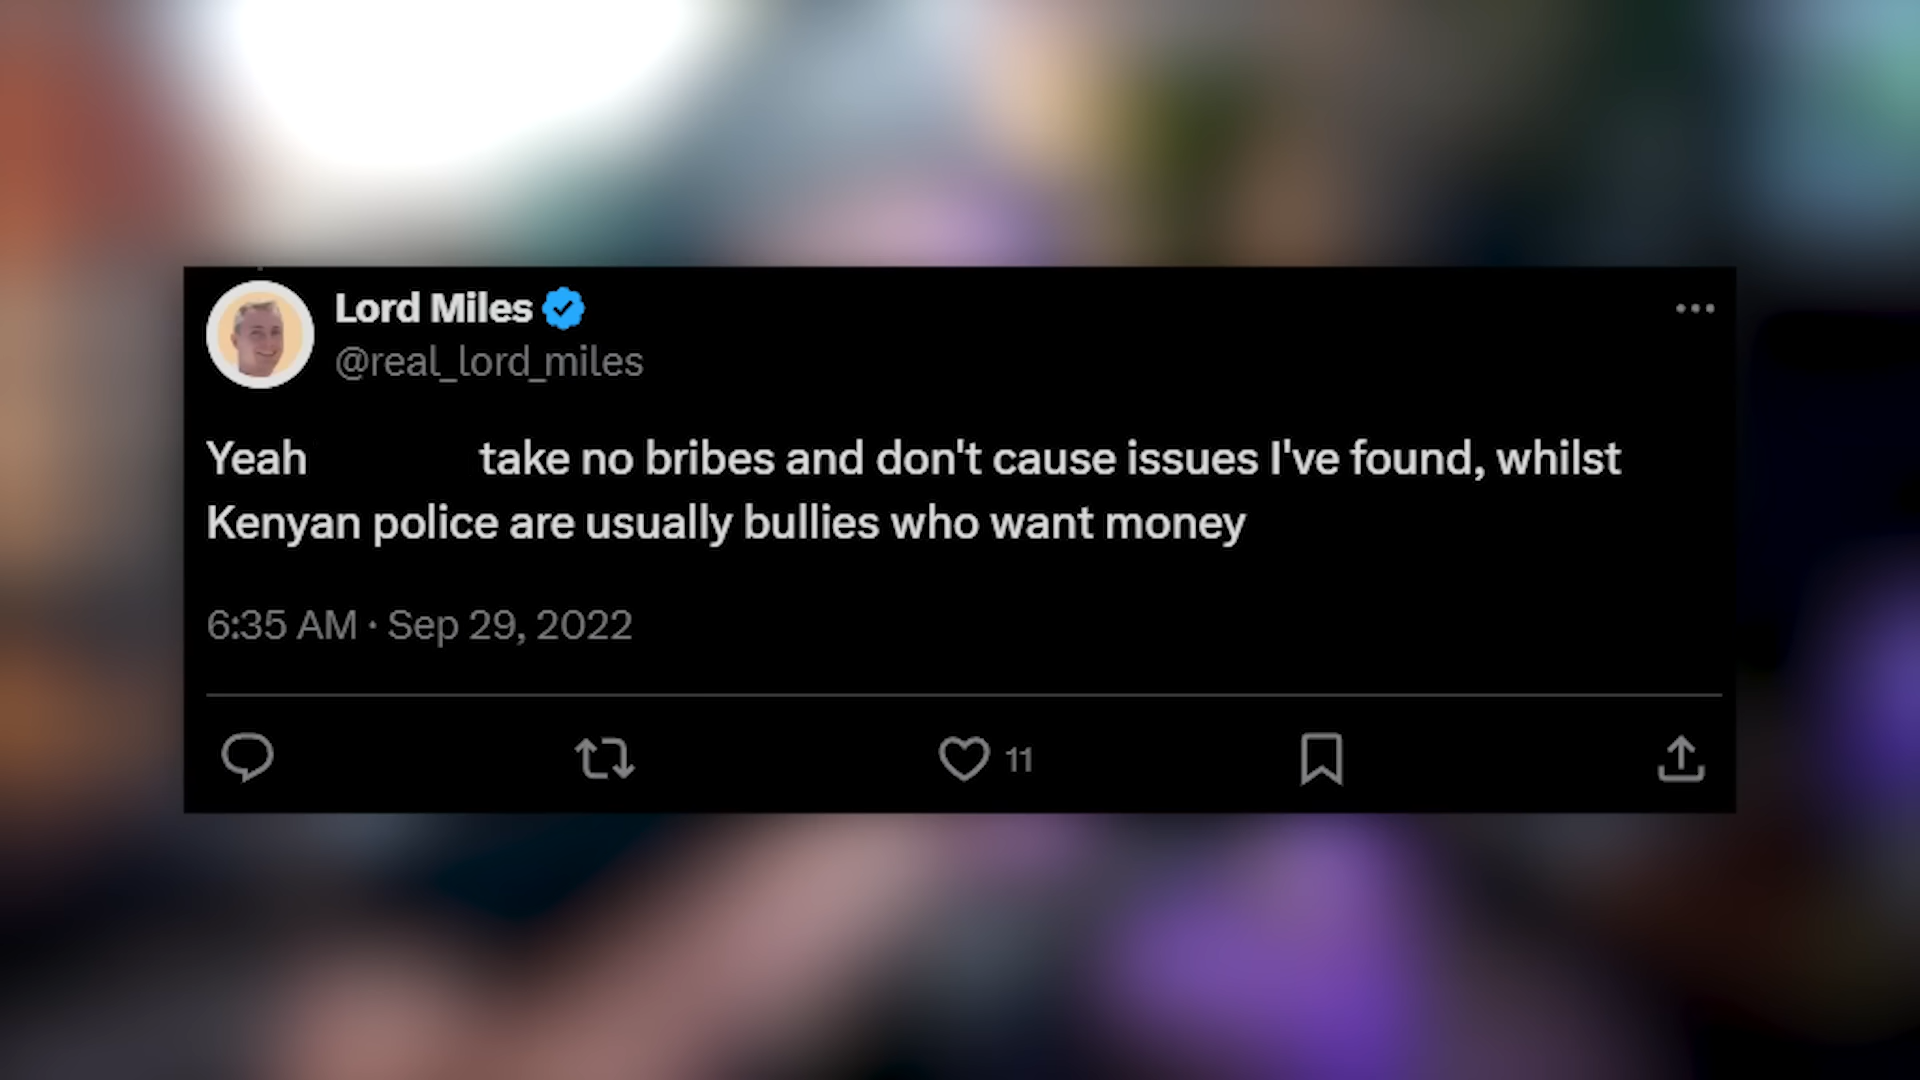 Lord Miles
@real_lord_miles
Yeah take no bribes and don't cause issues I've found, whilst
Kenyan police are usually bullies who want money
6:35 AM · Sep 29, 2022
11